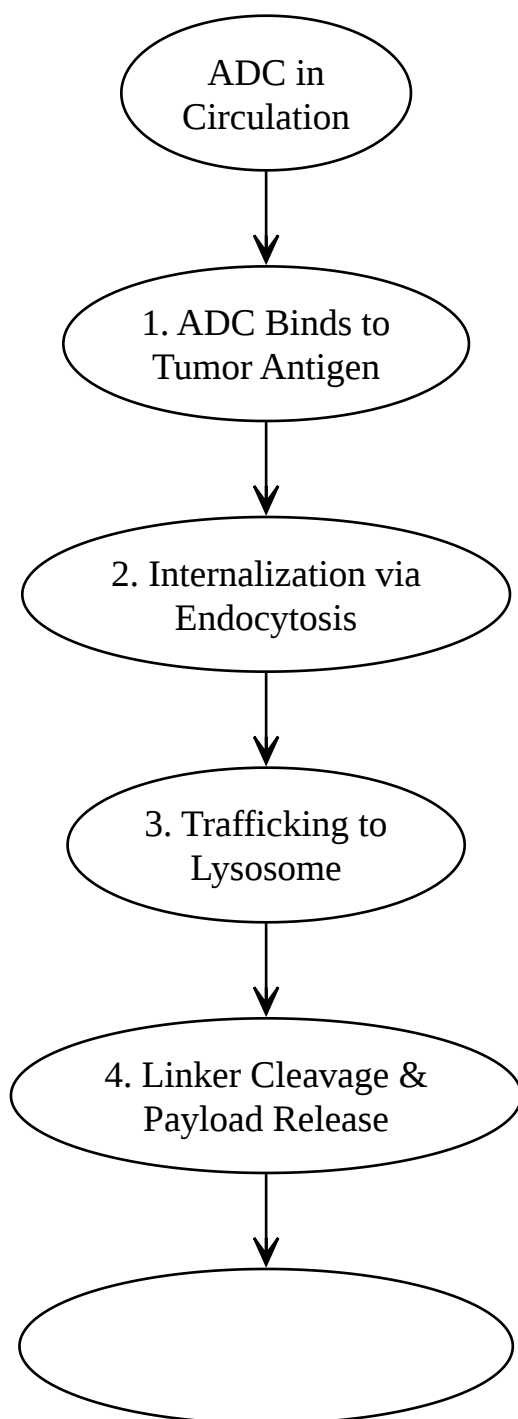 ADC in
Circulation
1. ADC Binds to
Tumor Antigen
2. Internalization via
Endocytosis
3. Trafficking to
Lysosome
4. Linker Cleavage &
Payload Release